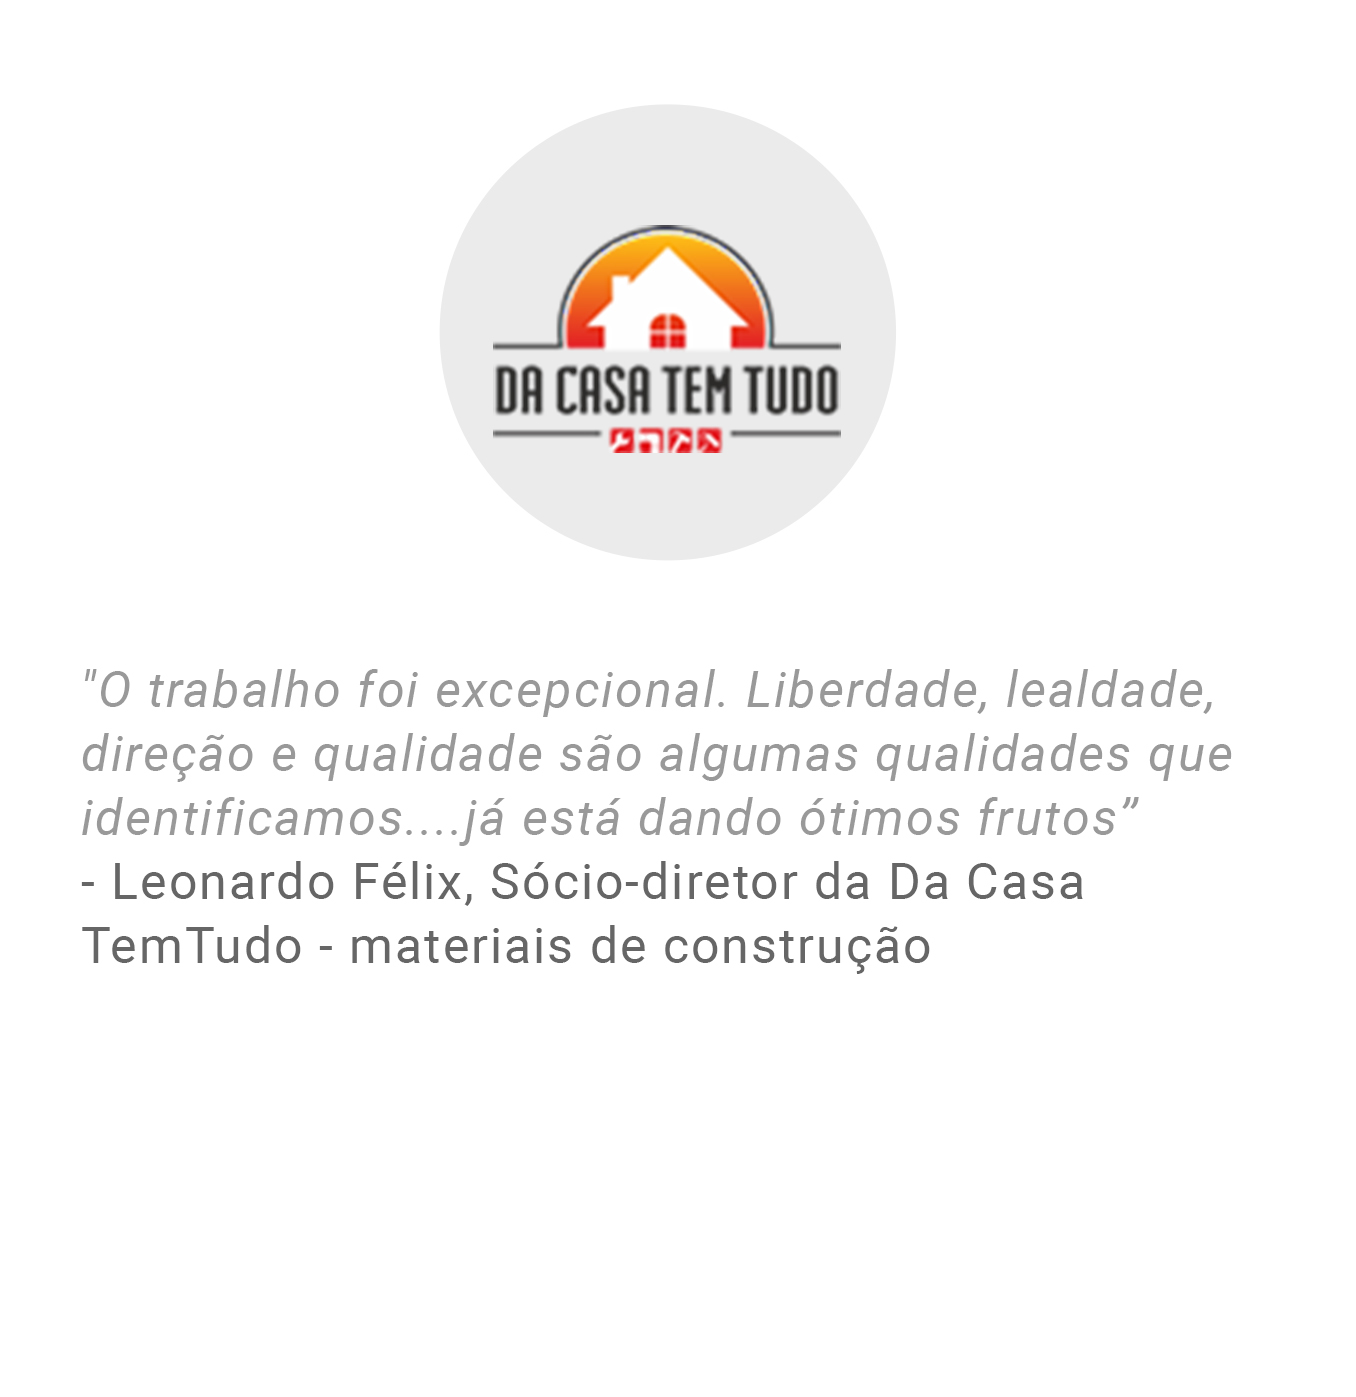 DA CASA TEM TUDO
"O trabalho foi excepcional. Liberdade, lealdade,
direção e qualidade são algumas qualidades que
identificamos....já está dando ótimos frutos”
- Leonardo Félix, Sócio-diretor da Da Casa
TemTudo - materiais de construção